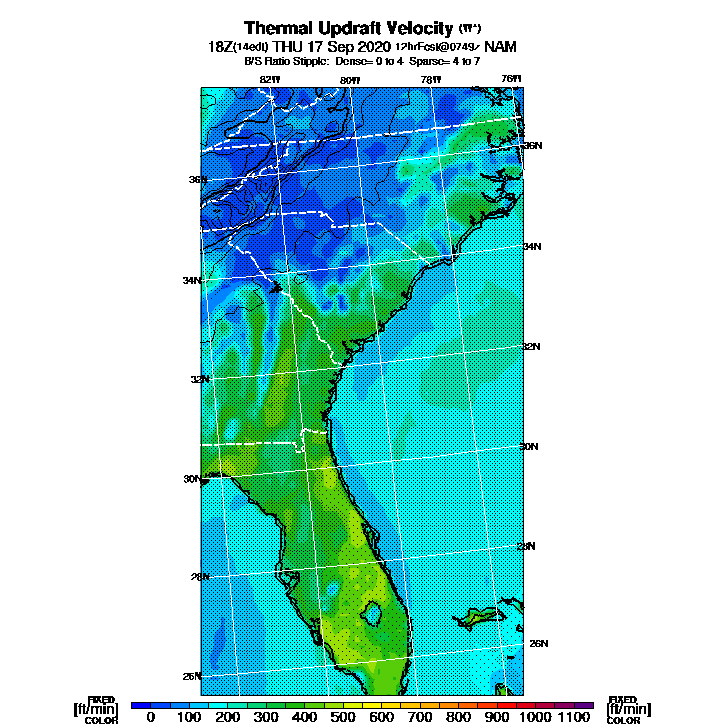 Thermal Updraft Velocity (W*)
18Z(14edt) THU 17 Sep 2020 12hrFcst@0749z NAM
B/S Ratio Stipple: Dense= 0 to 4 Sparse= 4 to 7
82W 80W 78W 76W
36N
36N
34N
34N
32N
32N
30N
30N
28N
28N
26N
26N
FIXED FIXED
[ft/min] [ft/min]
COLOR COLOR
0 100 200 300 400 500 600 700 800 900 1000 1100